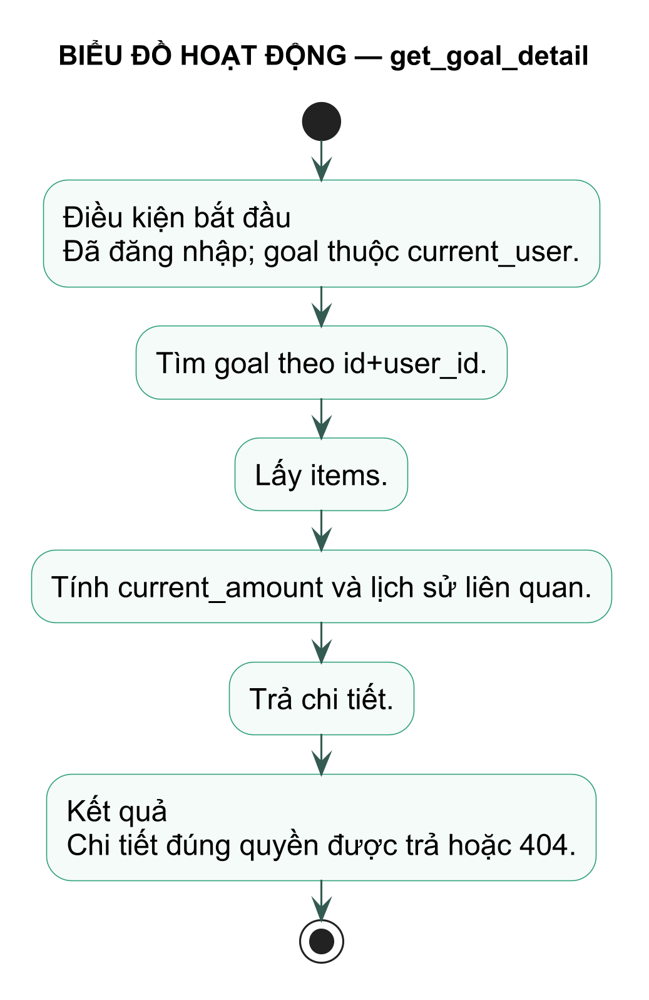 BIỂU ĐỒ HOẠT ĐỘNG — get_goal_detail
Điều kiện bắt đầu
Đã đăng nhập; goal thuộc current_user.
Tìm goal theo id+user_id.
Lấy items.
Tính current_amount và lịch sử liên quan.
Trả chi tiết.
Kết quả
Chi tiết đúng quyền được trả hoặc 404.